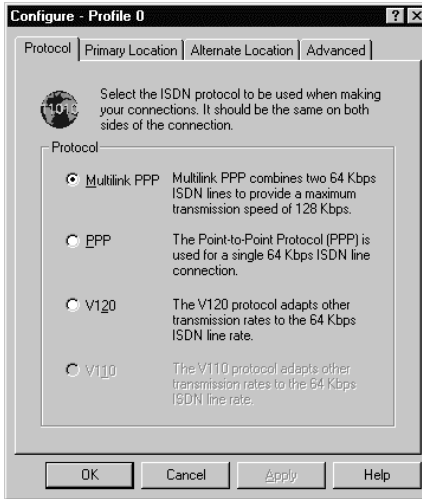 Configure - Profile 0
Protocol
Primary Location
Alternate Location
Advanced
Select the ISDN protocol to be used when making
your connections. It should be the same on both
sides of the connection.
Protocol
Multilink PPP
Multilink PPP combines two 64 Kbps
ISDN lines to provide a maximum
transmission speed of 128 Kbps.
PPP
The Point-to-Point Protocol (PPP) is
used for a single 64 Kbps ISDN line
connection.
V120
The V120 protocol adapts other
transmission rates to the 64 Kbps
ISDN line rate.
V110
The V110 protocol adapts other
transmission rates to the 64 Kbps
ISDN line rate.
OK
Cancel
Apply
Help